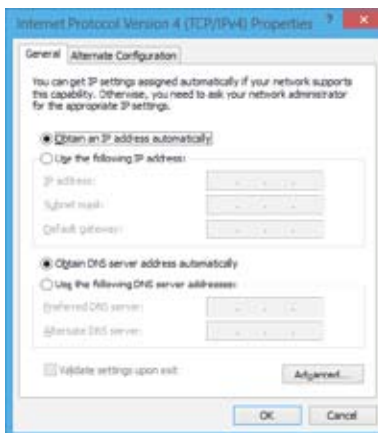 Internet Protocol Version 4 (TCP/IPv4) Properties
General Alternate Configuration
You can get IP settings assigned automatically if your network supports
this capability. Otherwise, you need to ask your network administrator
for the appropriate IP settings.
Obtain an IP address automatically
Use the following IP address:
IP address:
Subnet mask:
Default gateway:
Obtain DNS server address automatically
Use the following DNS server addresses:
Preferred DNS server:
Alternate DNS server:
Validate settings upon exit
Advanced...
OK Cancel